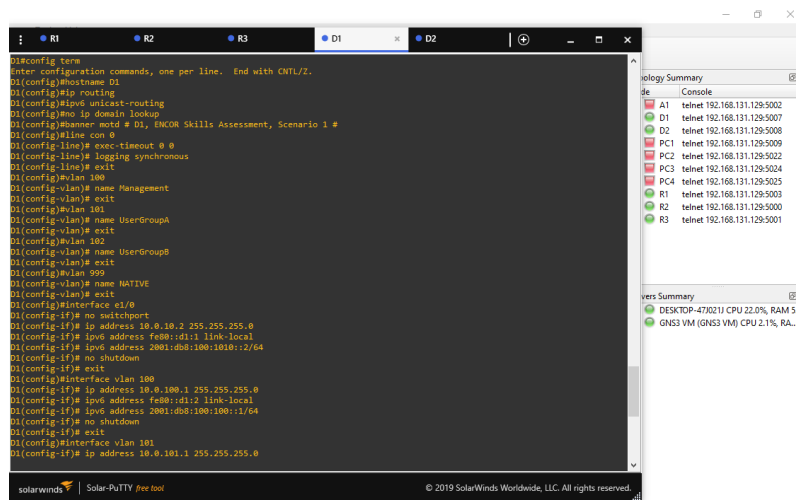 R1
R2
R3
D1
D2
D1#config term
Enter configuration commands, one per line.  End with CNTL/Z.
D1(config)#hostname D1
D1(config)#ip routing
D1(config)#ipv6 unicast-routing
D1(config)#no ip domain lookup
D1(config)#banner motd # D1, ENCOR Skills Assessment, Scenario 1 #
D1(config)#line con 0
D1(config-line)# exec-timeout 0 0
D1(config-line)# logging synchronous
D1(config-line)# exit
D1(config)#vlan 100
D1(config-vlan)# name Management
D1(config-vlan)# exit
D1(config)#vlan 101
D1(config-vlan)# name UserGroupA
D1(config-vlan)# exit
D1(config)#vlan 102
D1(config-vlan)# name UserGroupB
D1(config-vlan)# exit
D1(config)#vlan 999
D1(config-vlan)# name NATIVE
D1(config-vlan)# exit
D1(config)#interface e1/0
D1(config-if)# no switchport
D1(config-if)# ip address 10.0.10.2 255.255.255.0
D1(config-if)# ipv6 address fe80::d1:1 link-local
D1(config-if)# ipv6 address 2001:db8:100:1010::2/64
D1(config-if)# no shutdown
D1(config-if)# exit
D1(config)#interface vlan 100
D1(config-if)# ip address 10.0.100.1 255.255.255.0
D1(config-if)# ipv6 address fe80::d1:2 link-local
D1(config-if)# ipv6 address 2001:db8:100:100::1/64
D1(config-if)# no shutdown
D1(config-if)# exit
D1(config)#interface vlan 101
D1(config-if)# ip address 10.0.101.1 255.255.255.0
solarwinds Solar-PuTTY free tool
© 2019 SolarWinds Worldwide, LLC. All rights reserved.
ology Summary
de Console
A1 telnet 192.168.131.129:5002
D1 telnet 192.168.131.129:5007
D2 telnet 192.168.131.129:5008
PC1 telnet 192.168.131.129:5009
PC2 telnet 192.168.131.129:5022
PC3 telnet 192.168.131.129:5024
PC4 telnet 192.168.131.129:5025
R1 telnet 192.168.131.129:5003
R2 telnet 192.168.131.129:5000
R3 telnet 192.168.131.129:5001
vers Summary
DESKTOP-47J021J CPU 22.0%, RAM 5
GNS3 VM (GNS3 VM) CPU 2.1%, RA...